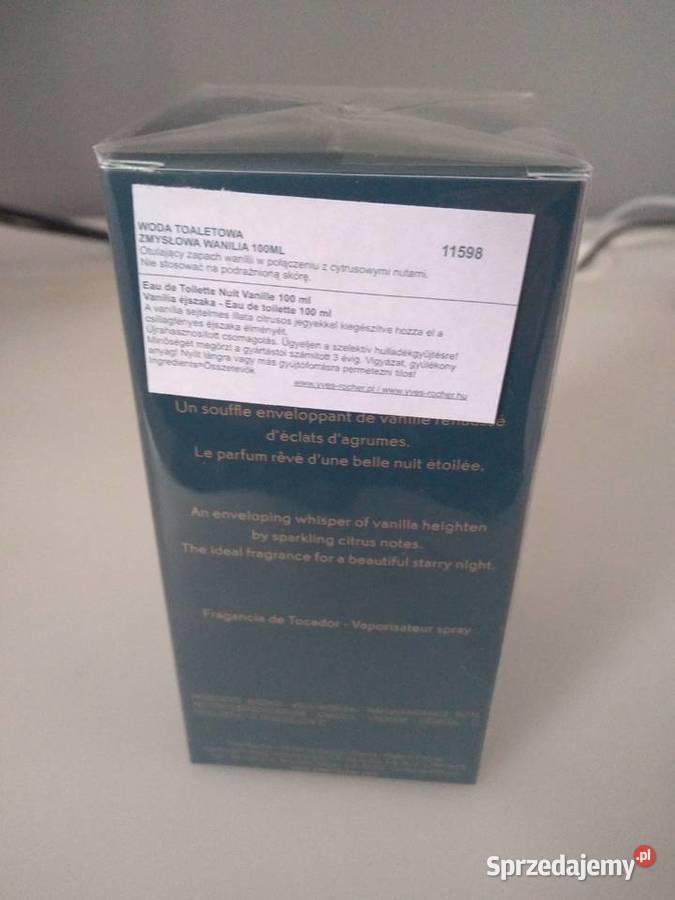 WODA TOALETOWA
ZMYSŁOWA WANILIA 100ML
11598
Otulający zapach wanilii w połączeniu z cytrusowymi nutami.
Nie stosować na podrażnioną skórę.
Eau de Toilette Nuit Vanille 100 ml
Vanília éjszaka - Eau de toilette 100 ml
A vanília sejtelmes illata citrusos jegyekkel kiegészítve hozza el a
csillagfényes éjszaka élményét.
Újrahasznosított csomagolás. Ügyeljen a szelektív hulladékgyűjtésre!
Minőségét megőrzi a gyártástól számított 3 évig. Vigyázat, gyúlékony
anyag! Nyílt lángra vagy más gyújtóforrásra permetezni tilos!
Ingredients=Összetevők
www.yves-rocher.pl / www.yves-rocher.hu
Un souffle enveloppant de vanille
d'éclats d'agrumes.
Le parfum rêvé d'une belle nuit étoilée.
An enveloping whisper of vanilla heighten
by sparkling citrus notes.
The ideal fragrance for a beautiful starry night.
Fragancia de Tocador - Vaporisateur spray
Sprzedajemy.pl